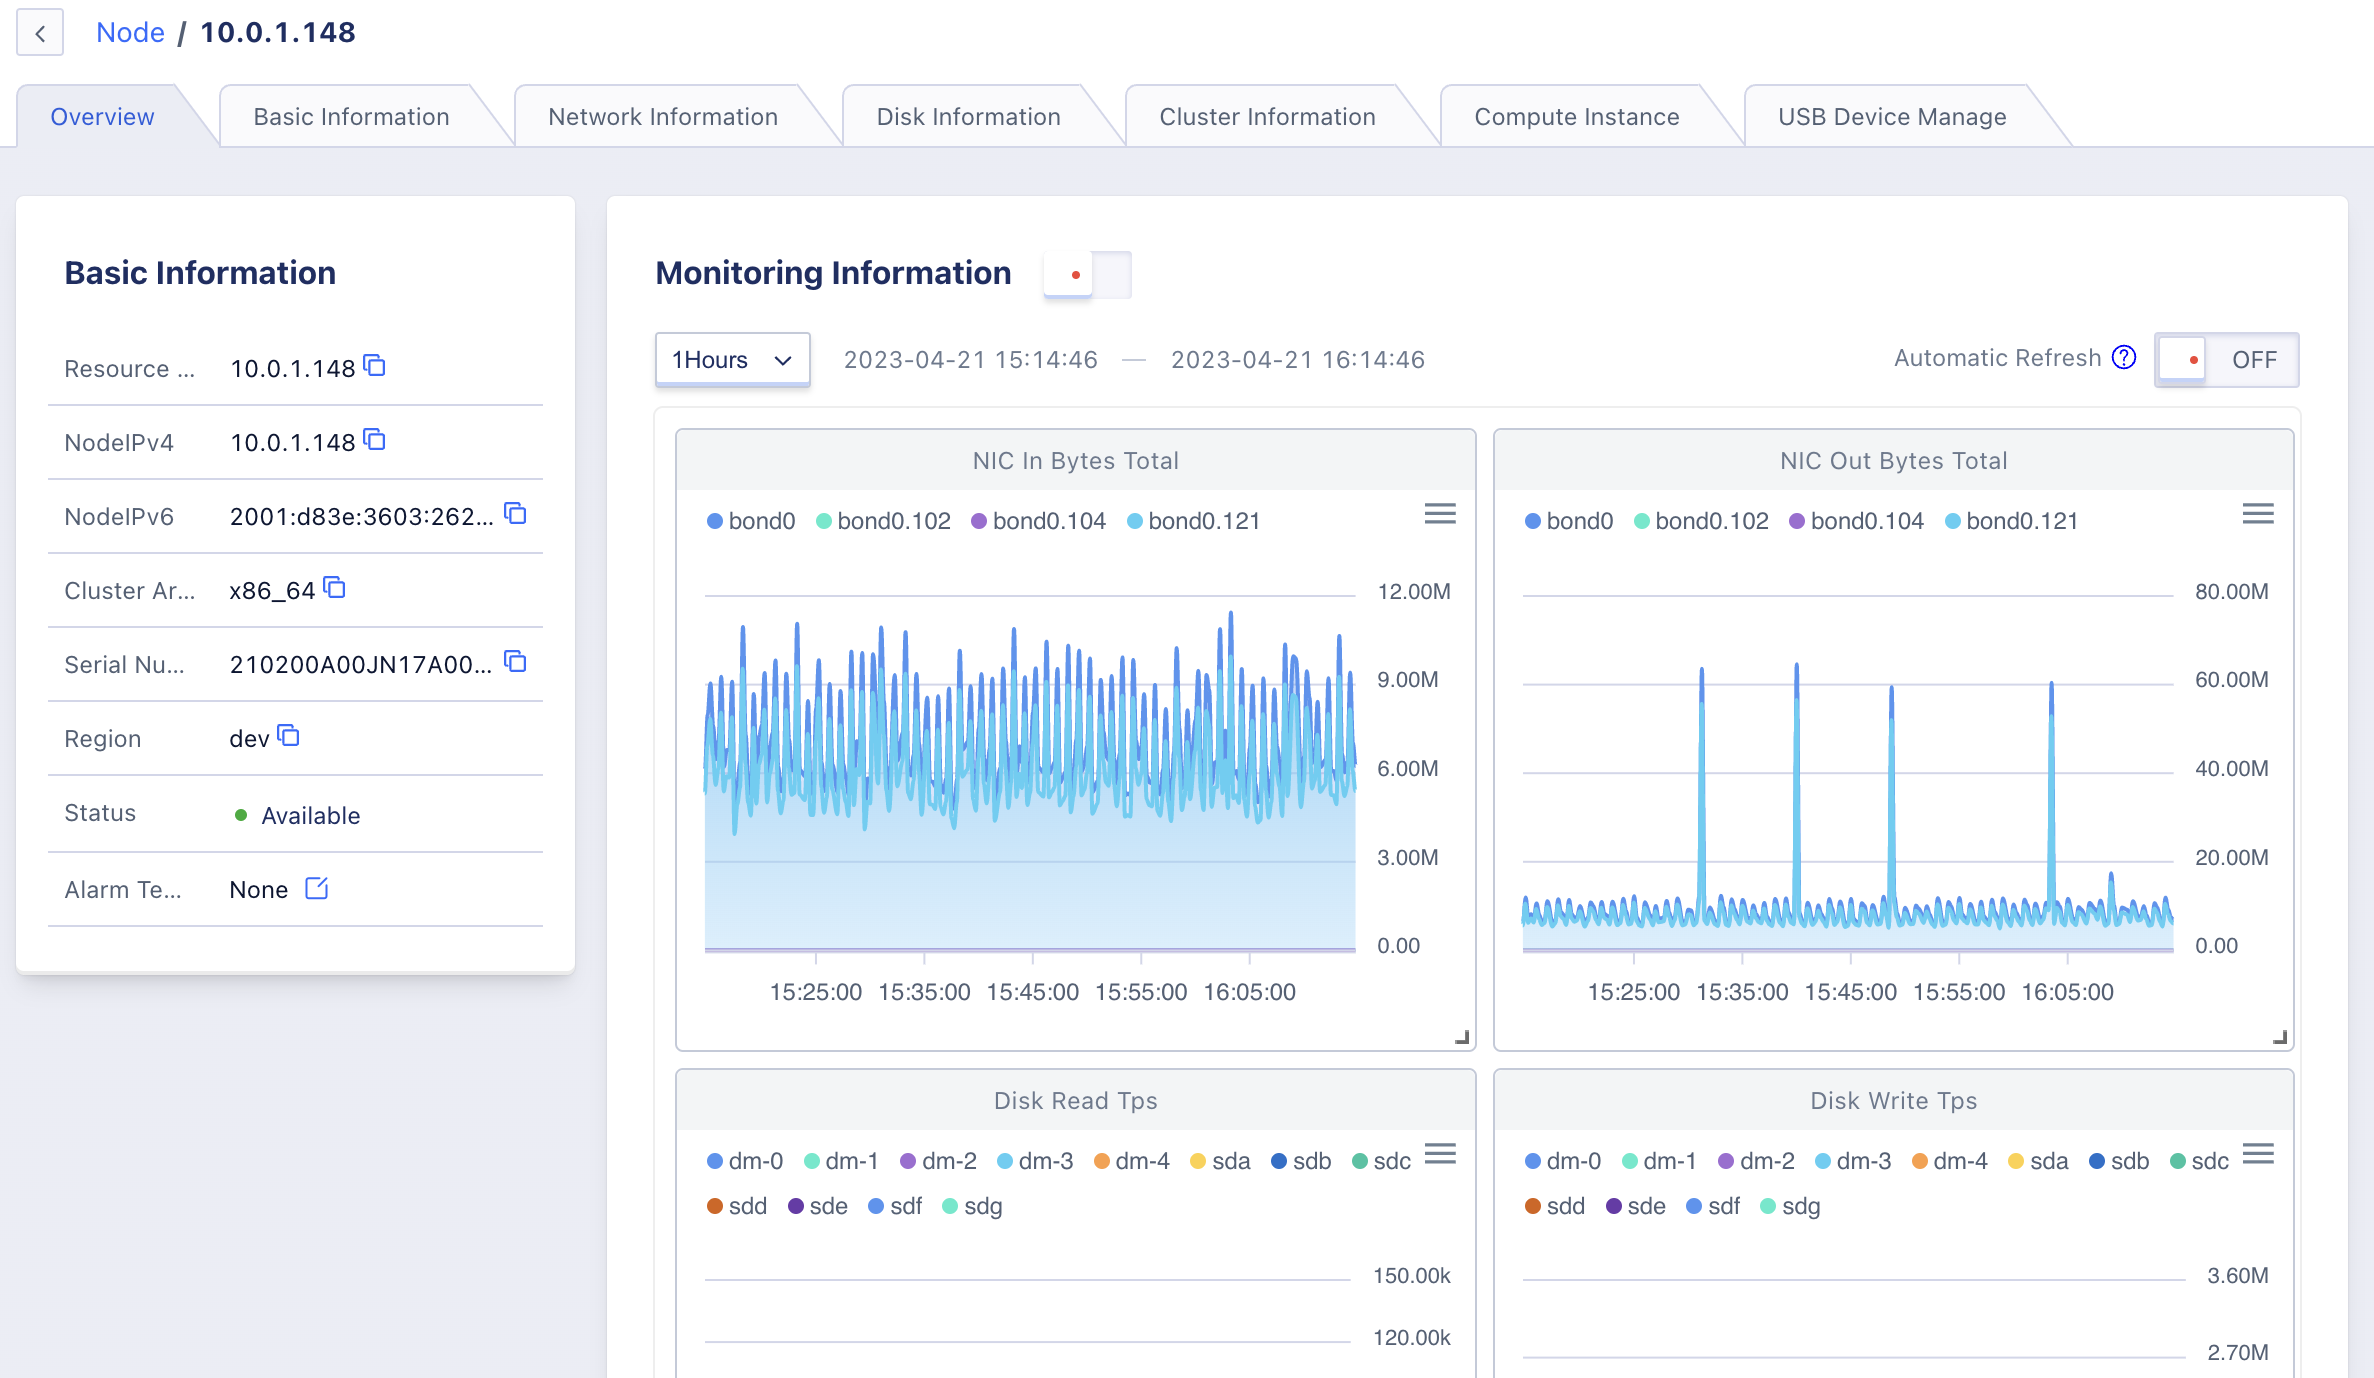 Node / 10.0.1.148
Overview
Basic Information
Network Information
Disk Information
Cluster Information
Compute Instance
USB Device Manage
Basic Information
Resource ... 10.0.1.148
NodeIPv4 10.0.1.148
NodeIPv6 2001:d83e:3603:262...
Cluster Ar... x86_64
Serial Nu... 210200A00JN17A00...
Region dev
Status Available
Alarm Te... None
Monitoring Information
1Hours 2023-04-21 15:14:46 — 2023-04-21 16:14:46
Automatic Refresh ? OFF
NIC In Bytes Total
bond0 bond0.102 bond0.104 bond0.121
12.00M
9.00M
6.00M
3.00M
0.00
15:25:00 15:35:00 15:45:00 15:55:00 16:05:00
NIC Out Bytes Total
bond0 bond0.102 bond0.104 bond0.121
80.00M
60.00M
40.00M
20.00M
0.00
15:25:00 15:35:00 15:45:00 15:55:00 16:05:00
Disk Read Tps
dm-0 dm-1 dm-2 dm-3 dm-4 sda sdb sdc
sdd sde sdf sdg
150.00k
120.00k
Disk Write Tps
dm-0 dm-1 dm-2 dm-3 dm-4 sda sdb sdc
sdd sde sdf sdg
3.60M
2.70M